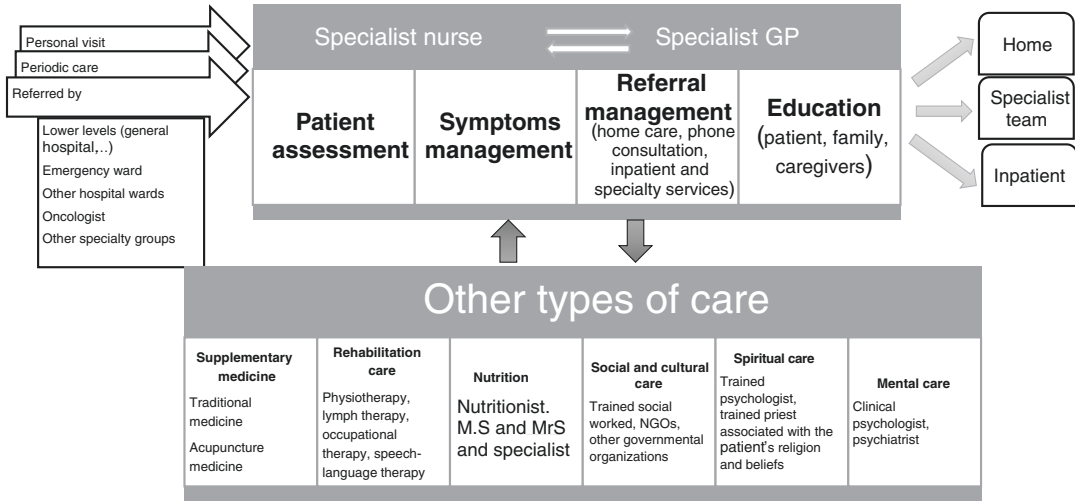 Personal visit
Periodic care
Referred by
Lower levels (general
hospital,..)
Emergency ward
Other hospital wards
Oncologist
Other specialty groups
Specialist nurse
Specialist GP
Patient
assessment
Symptoms
management
Referral
management
(home care, phone
consultation,
inpatient and
specialty services)
Education
(patient, family,
caregivers)
Home
Specialist
team
Inpatient
Other types of care
Supplementary
medicine
Traditional
medicine
Acupuncture
medicine
Rehabilitation
care
Physiotherapy,
lymph therapy,
occupational
therapy, speech-
language therapy
Nutrition
Nutritionist.
M.S and MrS
and specialist
Social and cultural
care
Trained social
worked, NGOs,
other governmental
organizations
Spiritual care
Trained
psychologist,
trained priest
associated with the
patient's religion
and beliefs
Mental care
Clinical
psychologist,
psychiatrist